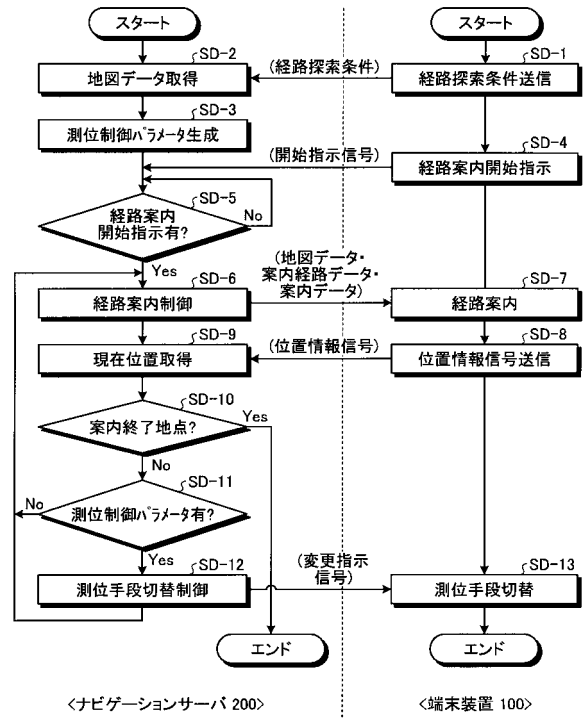 スタート
スタート
SD-2
SD-1
地図データ取得
(経路探索条件)
経路探索条件送信
SD-3
測位制御パラメータ生成
SD-4
(開始指示信号)
経路案内開始指示
SD-5
経路案内
開始指示有?
No
Yes
(地図データ・
案内経路データ・
案内データ)
SD-6
SD-7
経路案内制御
経路案内
SD-9
SD-8
現在位置取得
(位置情報信号)
位置情報信号送信
SD-10
案内終了地点?
Yes
No
SD-11
No
測位制御パラメータ有?
Yes
SD-12
(変更指示
信号)
SD-13
測位手段切替制御
測位手段切替
エンド
エンド
<ナビゲーションサーバ 200>
<端末装置 100>